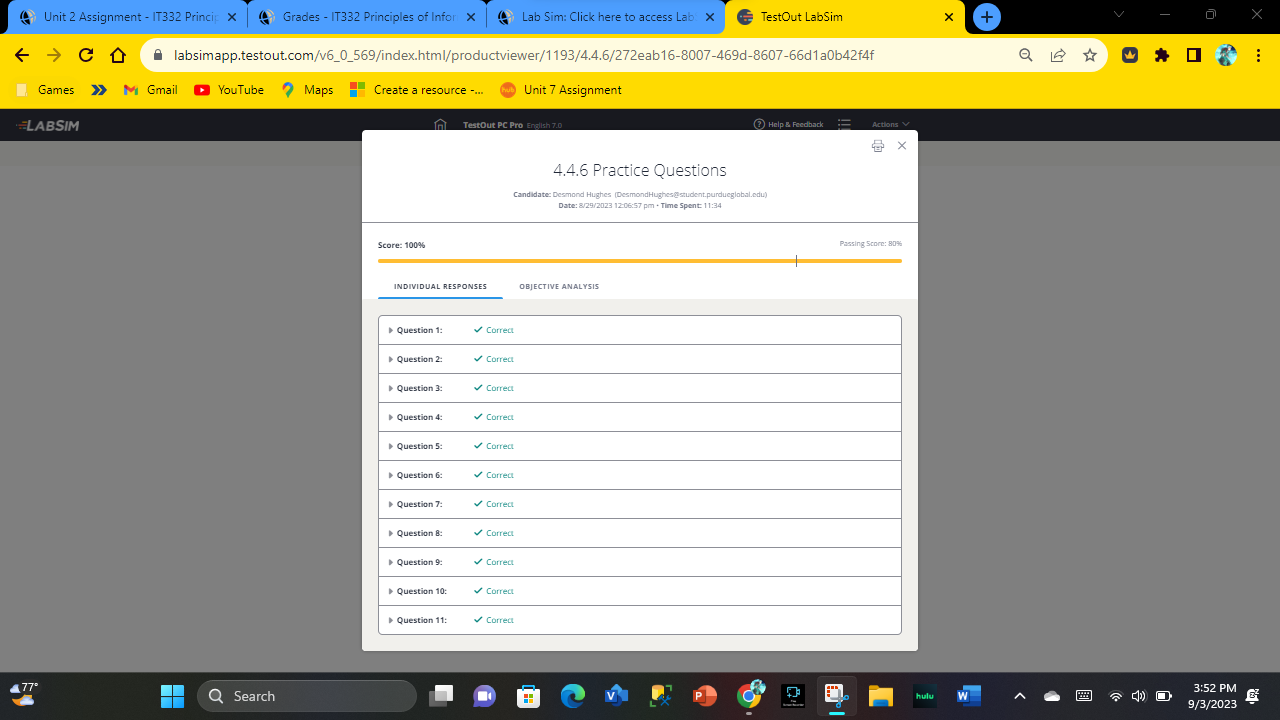 Unit 2 Assignment - IT332 Princip
Grades - IT332 Principles of Infor
Lab Sim: Click here to access Lab
TestOut LabSim
labsimapp.testout.com/v6_0_569/index.html/productviewer/1193/4.4.6/272eab16-8007-469d-8607-66d1a0b42f4f
Games
Gmail
YouTube
Maps
Create a resource -...
hub Unit 7 Assignment
LABSIM
TestOut PC Pro English 7.0
? Help & Feedback
Actions
4.4.6 Practice Questions
Candidate: Desmond Hughes (DesmondHughes@student.purdueglobal.edu)
Date: 8/29/2023 12:06:57 pm • Time Spent: 11:34
Score: 100%
Passing Score: 80%
INDIVIDUAL RESPONSES
OBJECTIVE ANALYSIS
Question 1: Correct
Question 2: Correct
Question 3: Correct
Question 4: Correct
Question 5: Correct
Question 6: Correct
Question 7: Correct
Question 8: Correct
Question 9: Correct
Question 10: Correct
Question 11: Correct
77°
Search
hulu
3:52 PM
9/3/2023